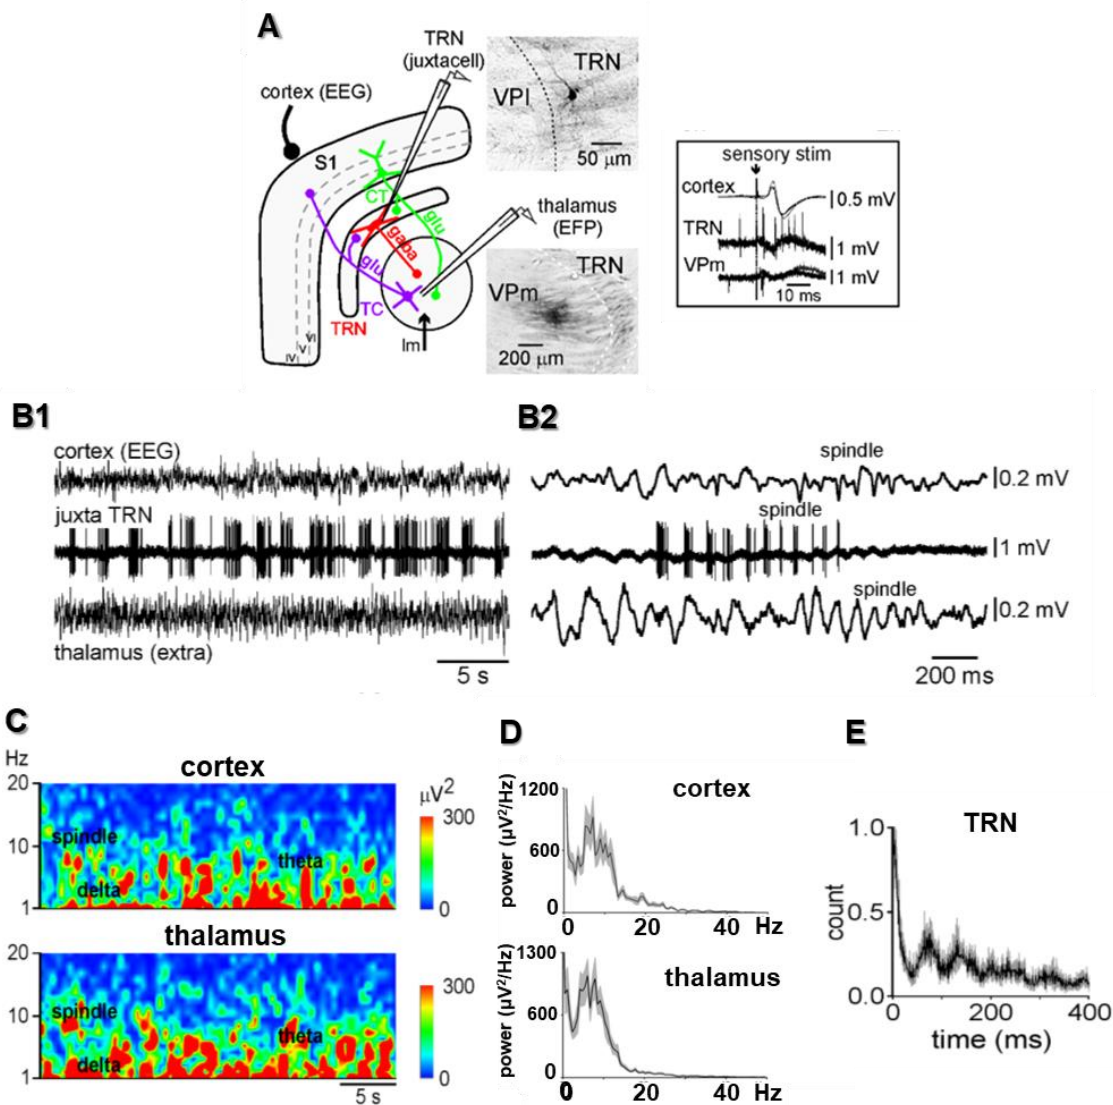 A
TRN
(juxtacell)
cortex (EEG)
S1
CT
glu
gaba
glu
TC
TRN
lm
IV
V
VI
thalamus
(EFP)
TRN
VPl
50 µm
TRN
VPm
200 µm
sensory stim
cortex
0.5 mV
TRN
1 mV
VPm
1 mV
10 ms
B1
cortex (EEG)
juxta TRN
thalamus (extra)
5 s
B2
spindle
0.2 mV
spindle
1 mV
spindle
0.2 mV
200 ms
C
Hz
cortex
20
10
1
spindle
theta
delta
µV2
300
0
thalamus
20
10
1
spindle
theta
delta
300
0
5 s
D
cortex
power (µV²/Hz)
1200
600
0
0 20 40 Hz
thalamus
power (µV²/Hz)
1300
600
0
0 20 40 Hz
E
TRN
count
1.0
0.5
0.0
0 200 400
time (ms)